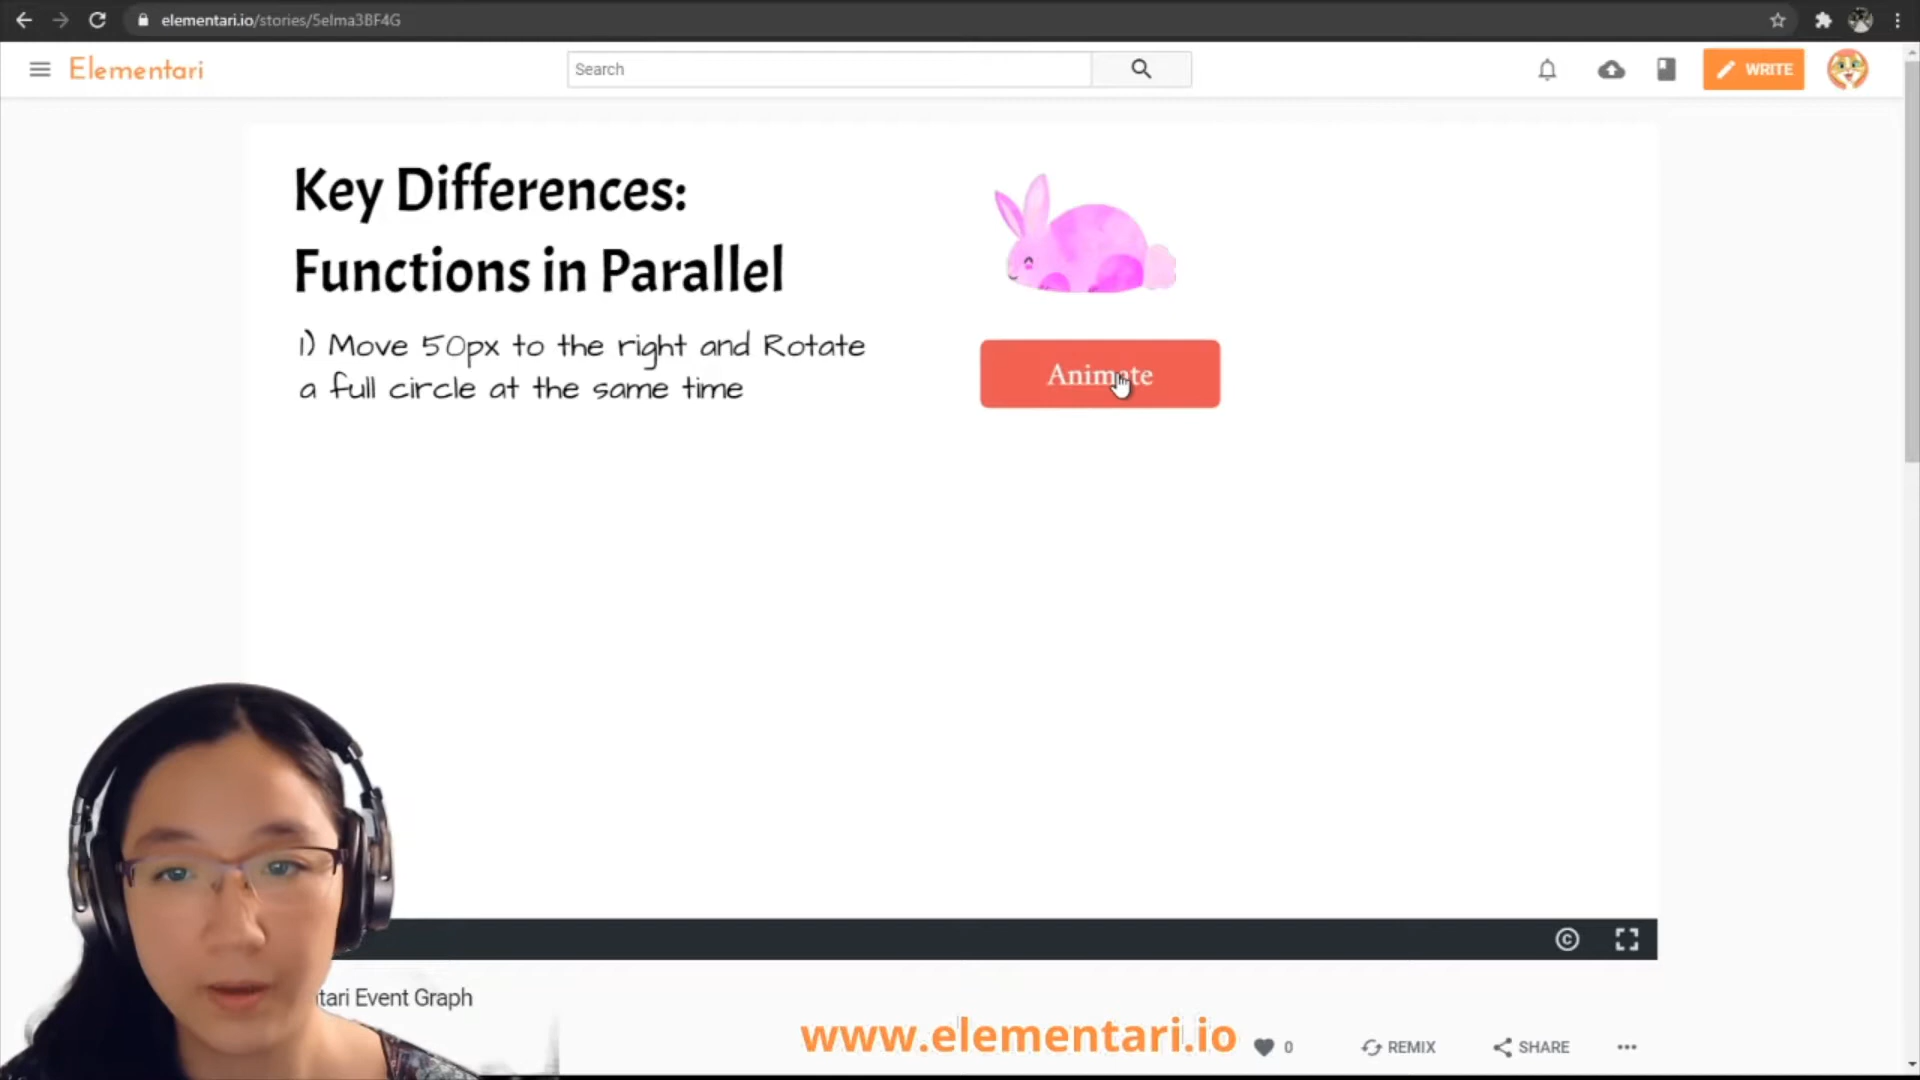 elementari.io/stories/5elma3BF4G
Elementari
Search
WRITE
Key Differences:
Functions in Parallel
1) Move 50px to the right and Rotate
a full circle at the same time
Animate
tari Event Graph
www.elementari.io
0
REMIX
SHARE